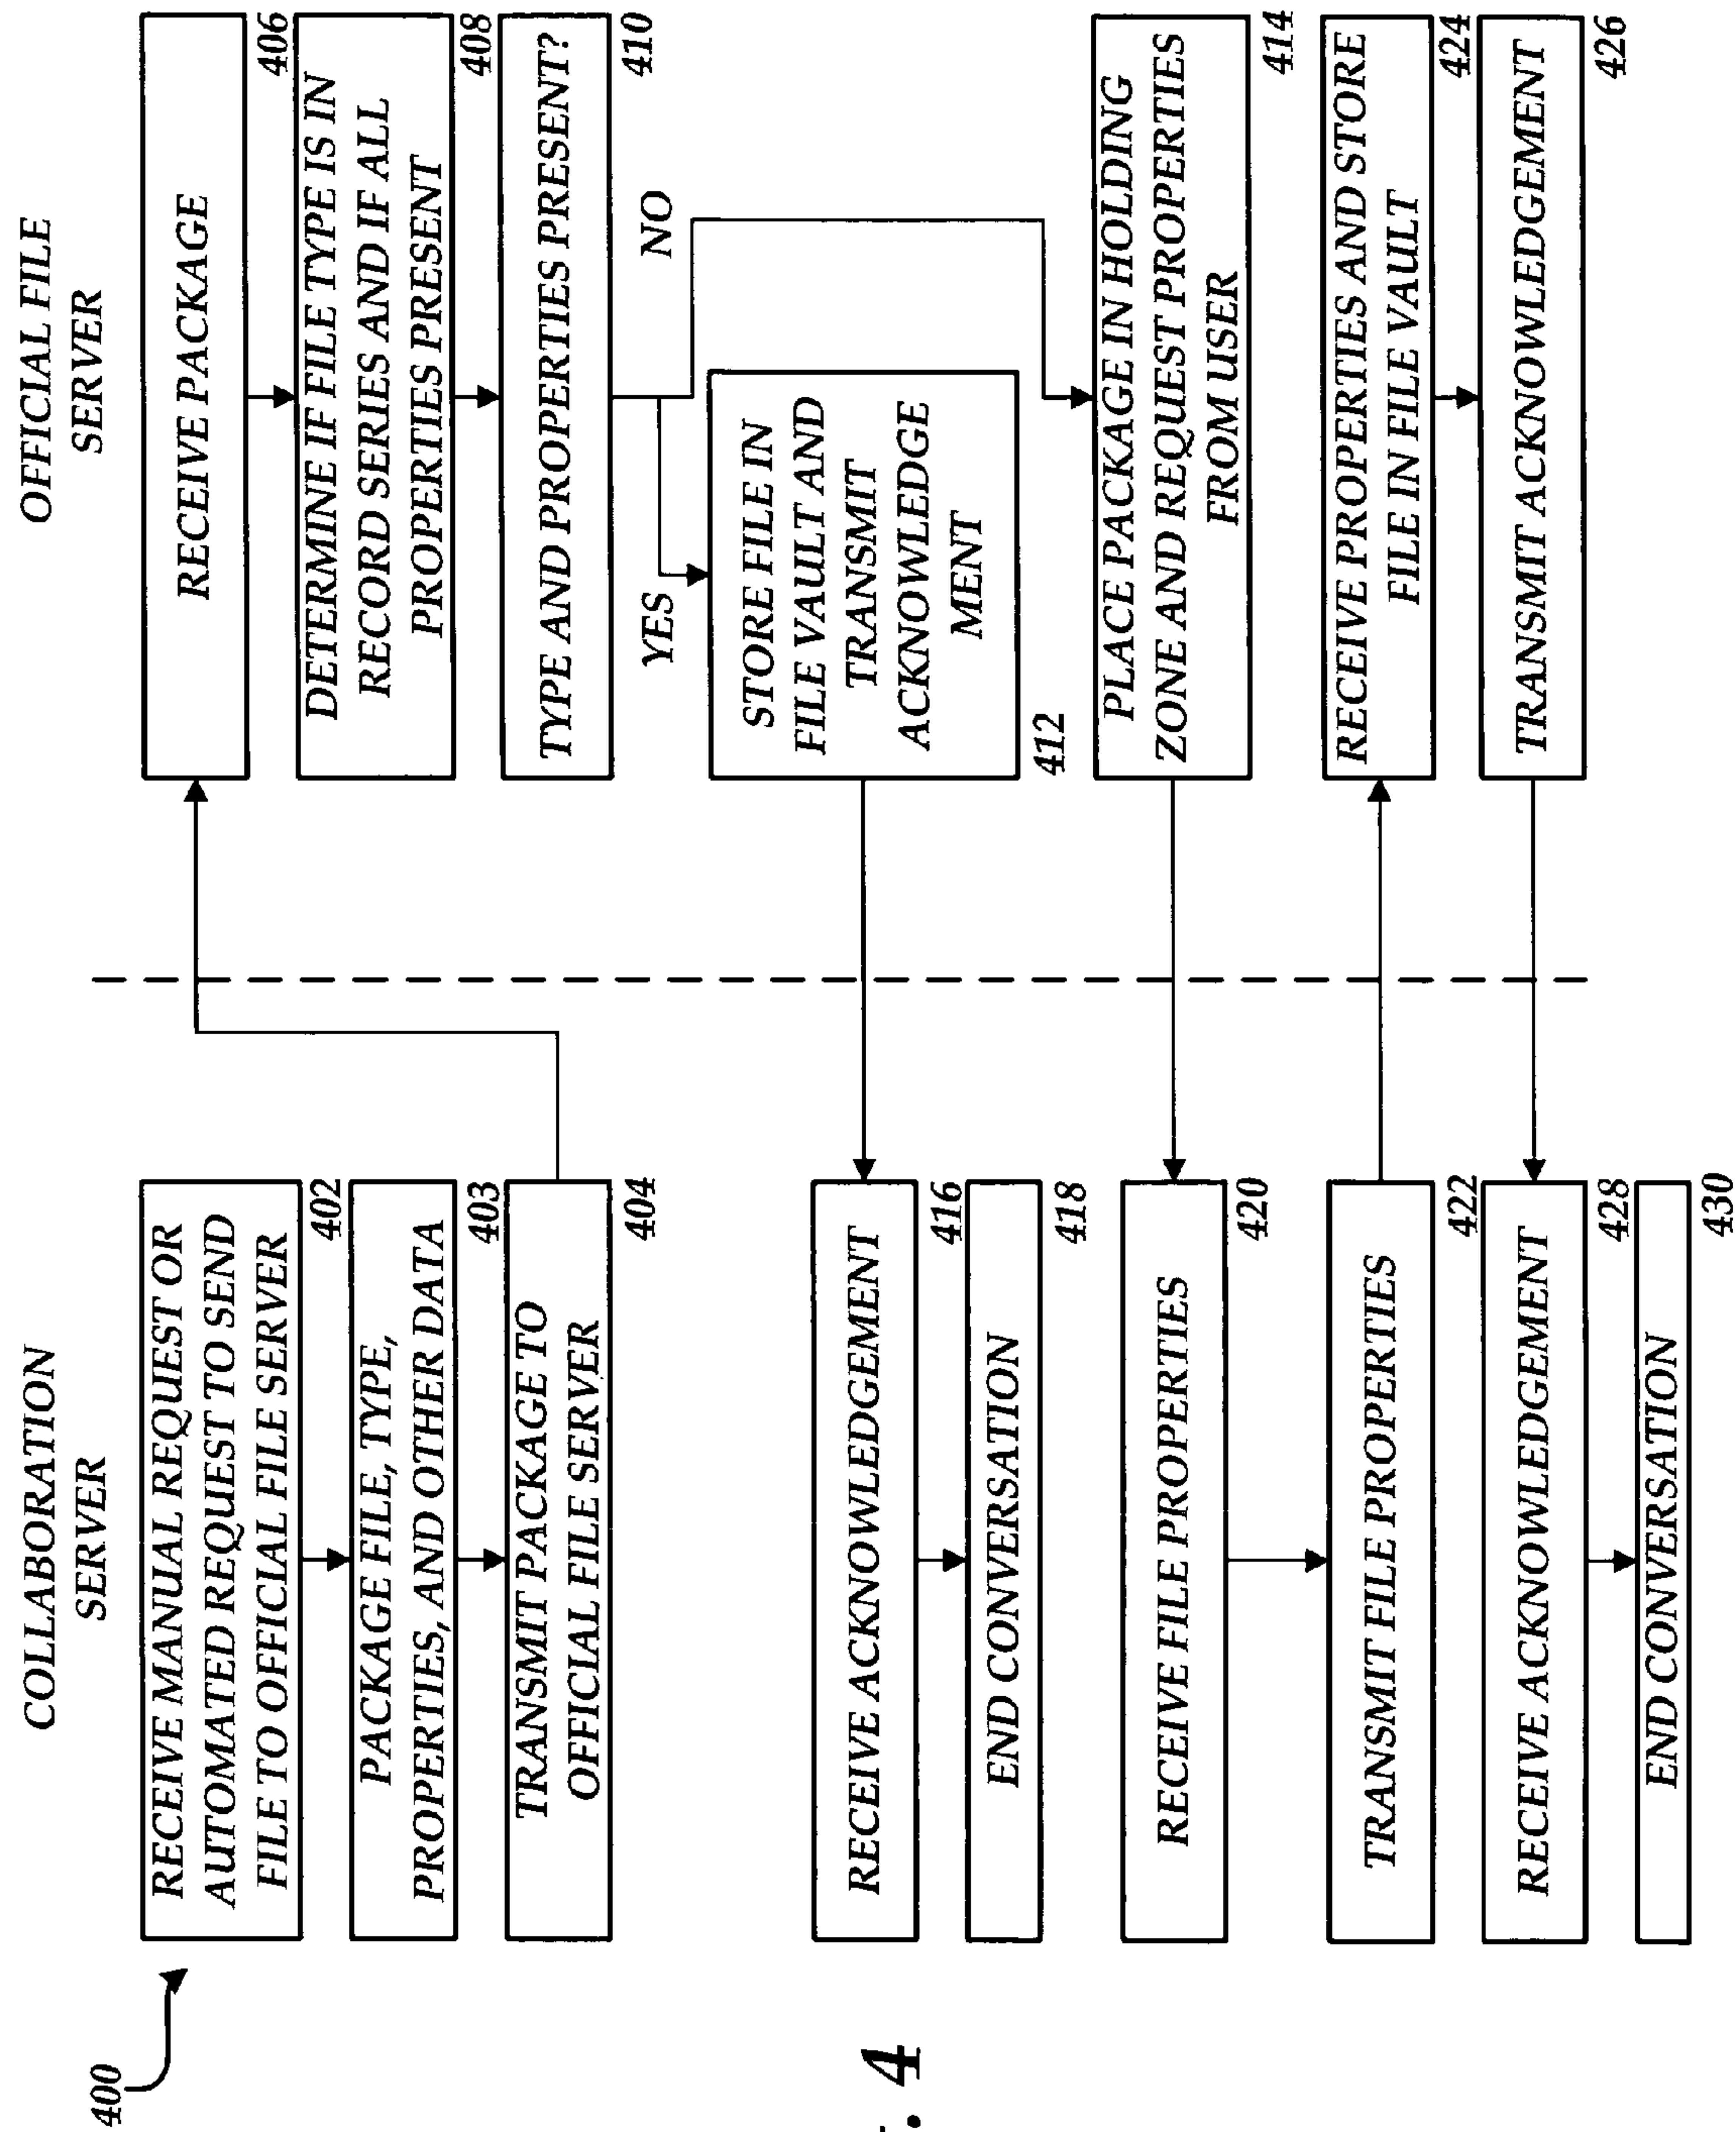 400
COLLABORATION
SERVER
RECEIVE MANUAL REQUEST OR
AUTOMATED REQUEST TO SEND
FILE TO OFFICIAL FILE SERVER
402
PACKAGE FILE, TYPE,
PROPERTIES, AND OTHER DATA
403
TRANSMIT PACKAGE TO
OFFICIAL FILE SERVER
404
RECEIVE ACKNOWLEDGEMENT
416
END CONVERSATION
418
RECEIVE FILE PROPERTIES
420
TRANSMIT FILE PROPERTIES
422
RECEIVE ACKNOWLEDGEMENT
428
END CONVERSATION
430
OFFICIAL FILE
SERVER
RECEIVE PACKAGE
406
DETERMINE IF FILE TYPE IS IN
RECORD SERIES AND IF ALL
PROPERTIES PRESENT
408
TYPE AND PROPERTIES PRESENT?
410
YES
NO
STORE FILE IN
FILE VAULT AND
TRANSMIT
ACKNOWLEDGE
MENT
412
PLACE PACKAGE IN HOLDING
ZONE AND REQUEST PROPERTIES
FROM USER
414
RECEIVE PROPERTIES AND STORE
FILE IN FILE VAULT
424
TRANSMIT ACKNOWLEDGEMENT
426
. 4